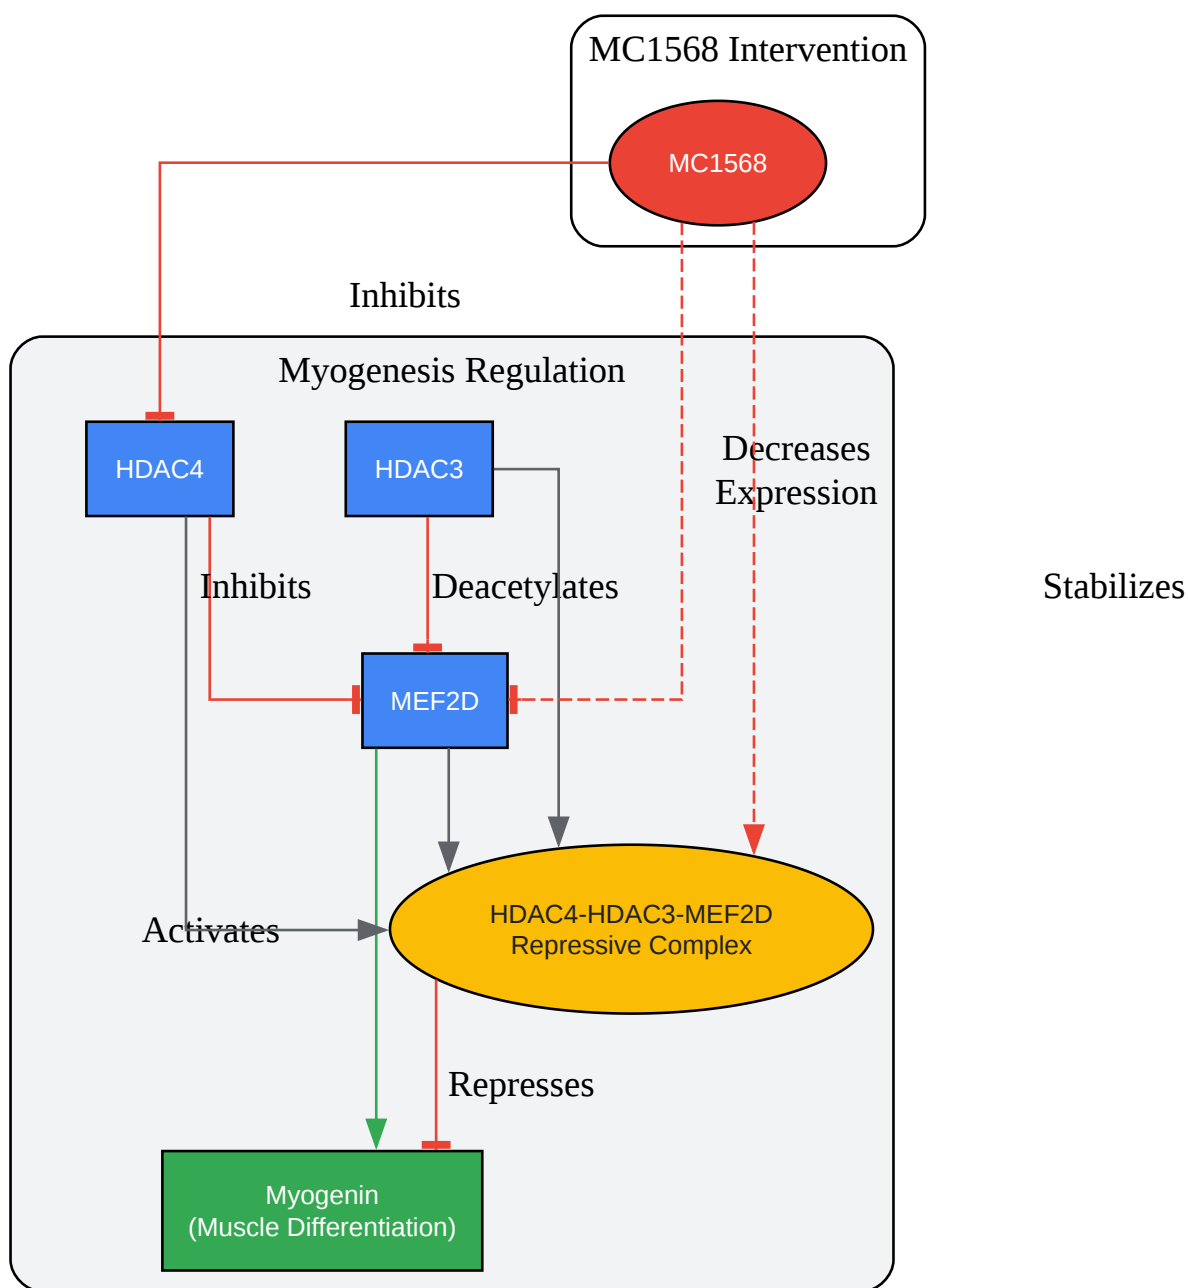 MC1568 Intervention
MC1568
Inhibits
Myogenesis Regulation
HDAC4
HDAC3
Decreases
Expression
Inhibits
Deacetylates
Stabilizes
MEF2D
HDAC4-HDAC3-MEF2D
Repressive Complex
Activates
Represses
Myogenin
(Muscle Differentiation)